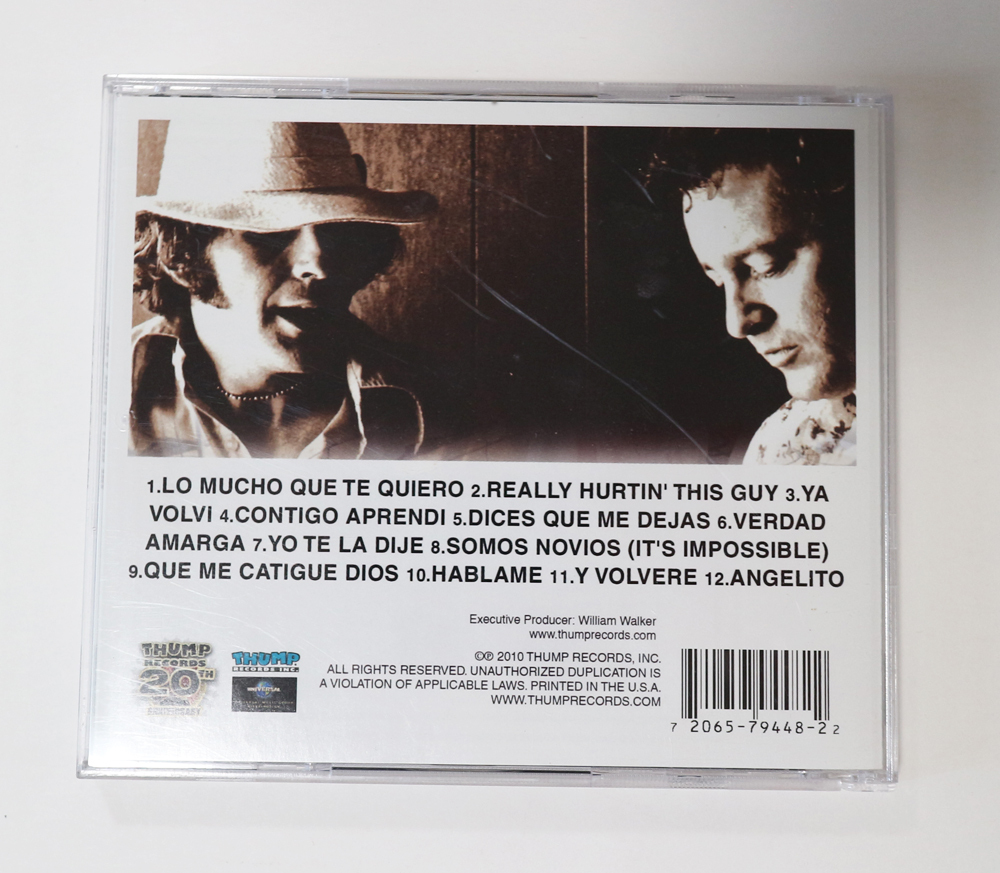 1.LO MUCHO QUE TE QUIERO 2.REALLY HURTIN' THIS GUY 3.YA
VOLVI 4.CONTIGO APRENDI 5.DICES QUE ME DEJAS 6.VERDAD
AMARGA 7.YO TE LA DIJE 8.SOMOS NOVIOS (IT'S IMPOSSIBLE)
9.QUE ME CATIGUE DIOS 10.HABLAME 11.Y VOLVERE 12.ANGELITO
Executive Producer: William Walker
www.thumprecords.com
THUMP
RECORDS
20TH
ANNIVERSARY
THUMP
RECORDS INC.
UNIVERSAL
©℗ 2010 THUMP RECORDS, INC.
ALL RIGHTS RESERVED. UNAUTHORIZED DUPLICATION IS
A VIOLATION OF APPLICABLE LAWS. PRINTED IN THE U.S.A.
WWW.THUMPRECORDS.COM
7 2065-79448-2 2